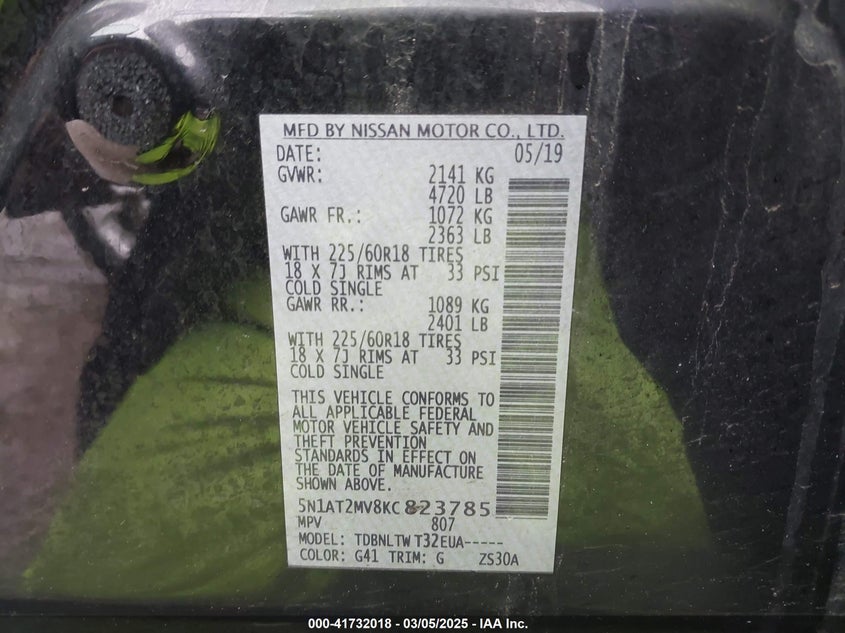 MFD BY NISSAN MOTOR CO., LTD.
DATE: 05/19
GVWR: 2141 KG
4720 LB
GAWR FR.: 1072 KG
2363 LB
WITH 225/60R18 TIRES
18 X 7J RIMS AT 33 PSI
COLD SINGLE
GAWR RR.: 1089 KG
2401 LB
WITH 225/60R18 TIRES
18 X 7J RIMS AT 33 PSI
COLD SINGLE
THIS VEHICLE CONFORMS TO
ALL APPLICABLE FEDERAL
MOTOR VEHICLE SAFETY AND
THEFT PREVENTION
STANDARDS IN EFFECT ON
THE DATE OF MANUFACTURE
SHOWN ABOVE.
5N1AT2MV8KC823785
MPV 807
MODEL: TDBNLTW T32EUA-----
COLOR: G41 TRIM: G ZS30A
000-41732018 - 03/05/2025 - IAA Inc.